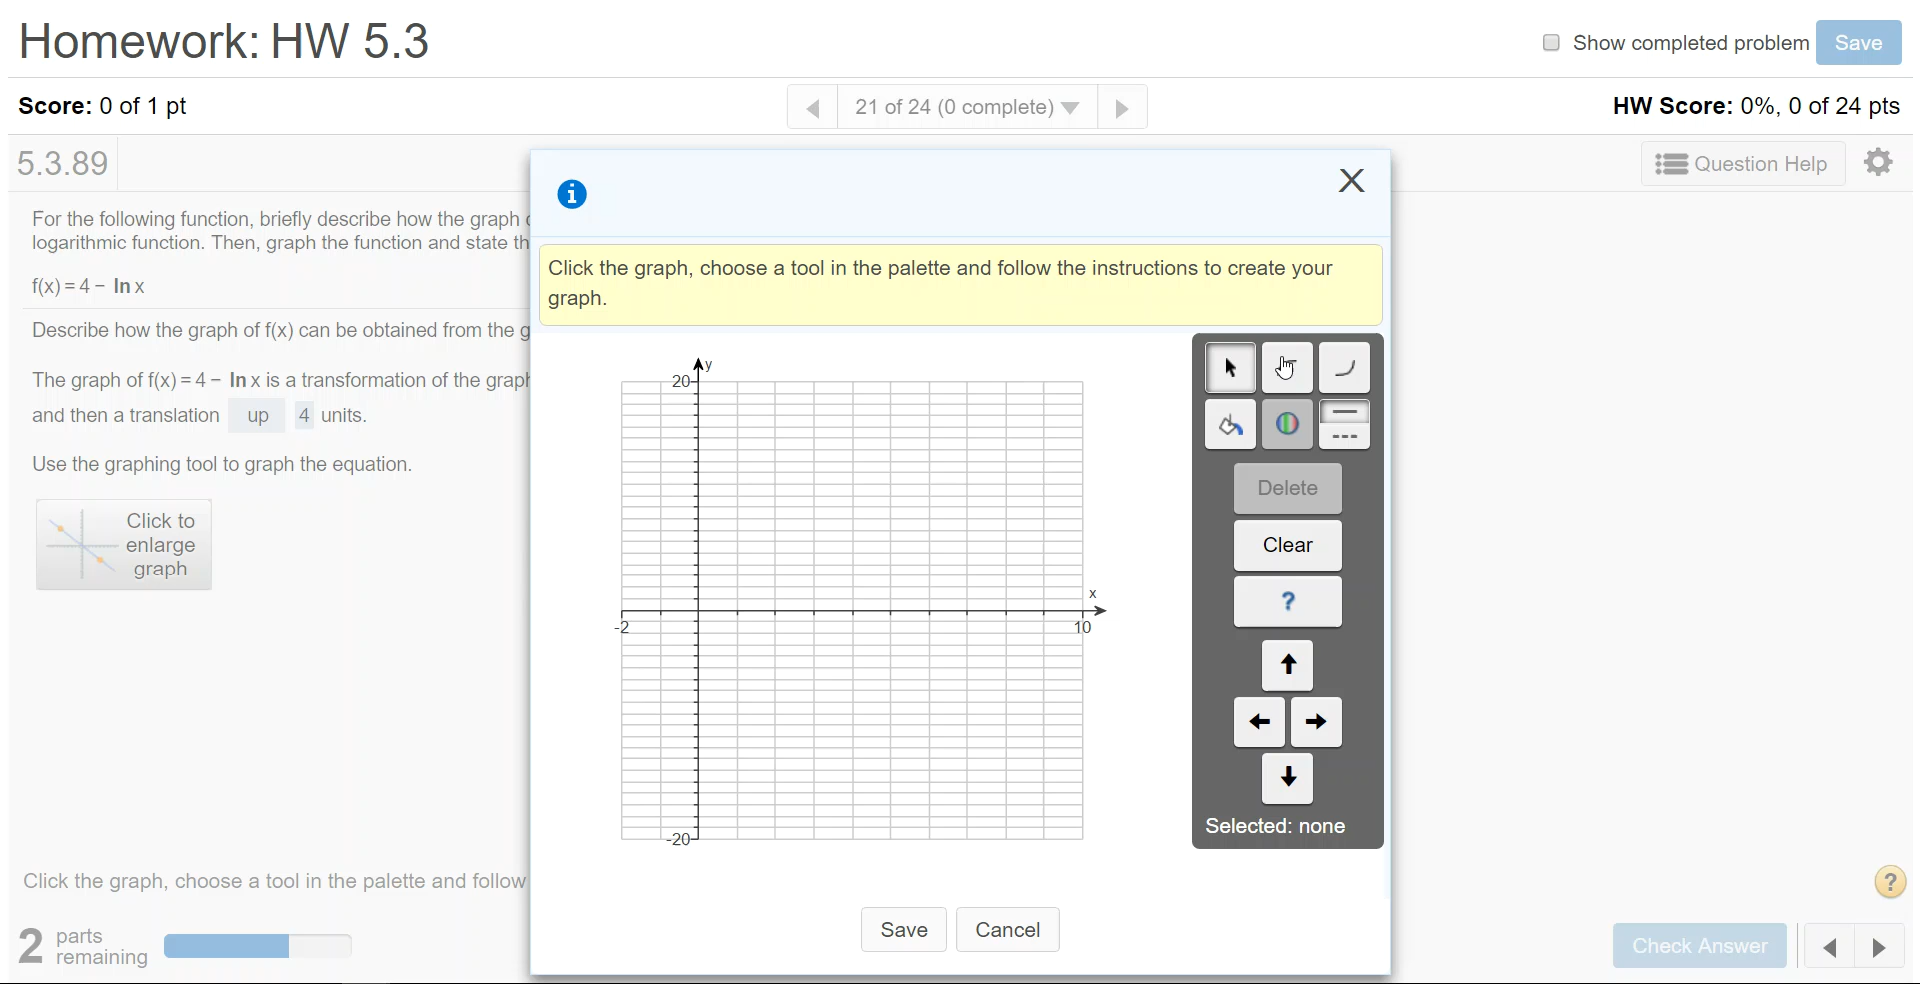 Homework: HW 5.3
Show completed problem
Save
Score: 0 of 1 pt
21 of 24 (0 complete)
HW Score: 0%, 0 of 24 pts
5.3.89
Question Help
For the following function, briefly describe how the graph
logarithmic function. Then, graph the function and state th
f(x) = 4 − ln x
Describe how the graph of f(x) can be obtained from the g
The graph of f(x) = 4 − ln x is a transformation of the graph
and then a translation up 4 units.
Use the graphing tool to graph the equation.
Click to
enlarge
graph
Click the graph, choose a tool in the palette and follow
2 parts
remaining
i
X
Click the graph, choose a tool in the palette and follow the instructions to create your
graph.
y
20
x
-2
10
-20
Delete
Clear
?
Selected: none
Save
Cancel
?
Check Answer